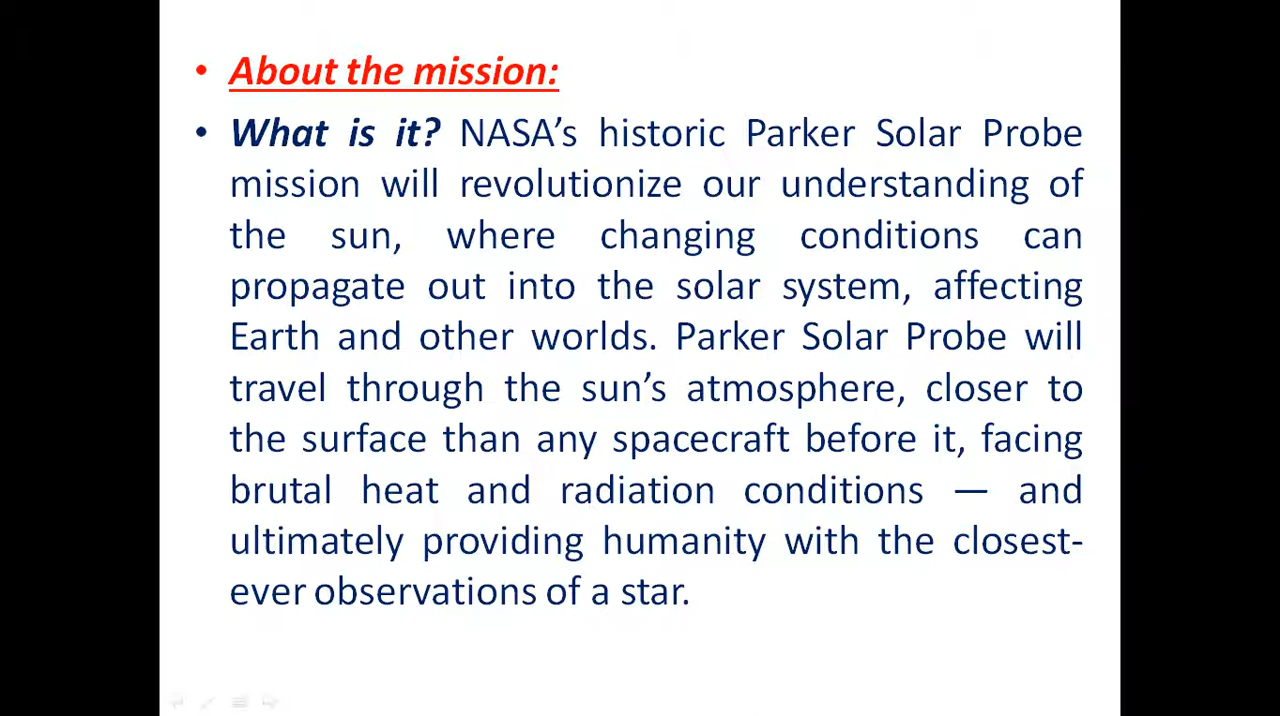 • About the mission:
• What is it? NASA’s historic Parker Solar Probe
mission will revolutionize our understanding of
the sun, where changing conditions can
propagate out into the solar system, affecting
Earth and other worlds. Parker Solar Probe will
travel through the sun’s atmosphere, closer to
the surface than any spacecraft before it, facing
brutal heat and radiation conditions — and
ultimately providing humanity with the closest-
ever observations of a star.